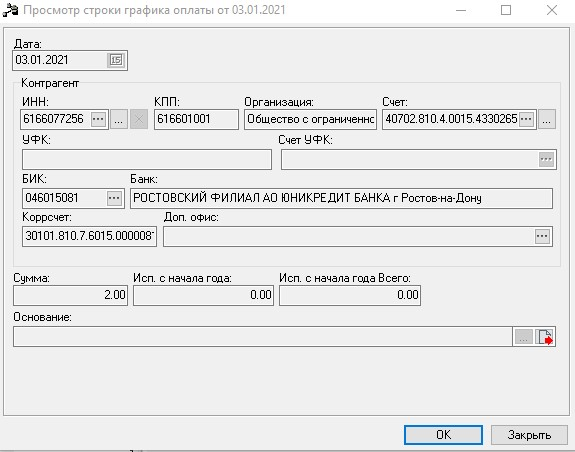 Просмотр строки графика оплаты от 03.01.2021
Дата:
03.01.2021 15
Контрагент
ИНН: КПП: Организация: Счет:
6166077256 ... ... 616601001 Общество с ограниченно 40702.810.4.0015.4330265 ... ...
УФК: Счет УФК:
...
БИК: Банк:
046015081 ... РОСТОВСКИЙ ФИЛИАЛ АО ЮНИКРЕДИТ БАНКА г Ростов-на-Дону
Коррсчет: Доп. офис:
30101.810.7.6015.000008 ...
Сумма: Исп. с начала года: Исп. с начала года Всего:
2.00 0.00 0.00
Основание:
...
OK Закрыть